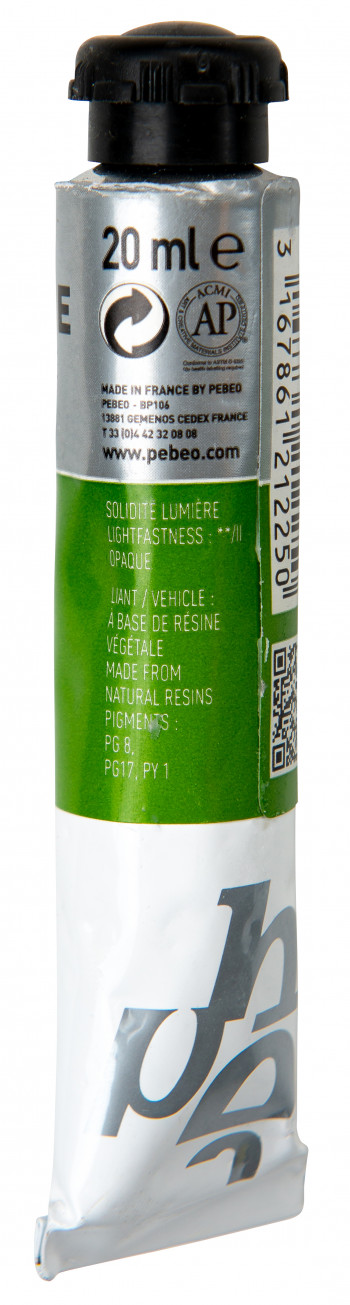 E
20 ml e
ACMI
AP
MADE IN FRANCE BY PEBEO
PEBEO - BP106
13881 GEMENOS CEDEX FRANCE
T 33 (0)4 42 32 08 08
www.pebeo.com
3 167861 212250
SOLIDITÉ LUMIÈRE
LIGHTFASTNESS : **/II
OPAQUE
LIANT / VEHICLE :
À BASE DE RÉSINE
VÉGÉTALE
MADE FROM
NATURAL RESINS
PIGMENTS :
PG 8,
PG17, PY 1